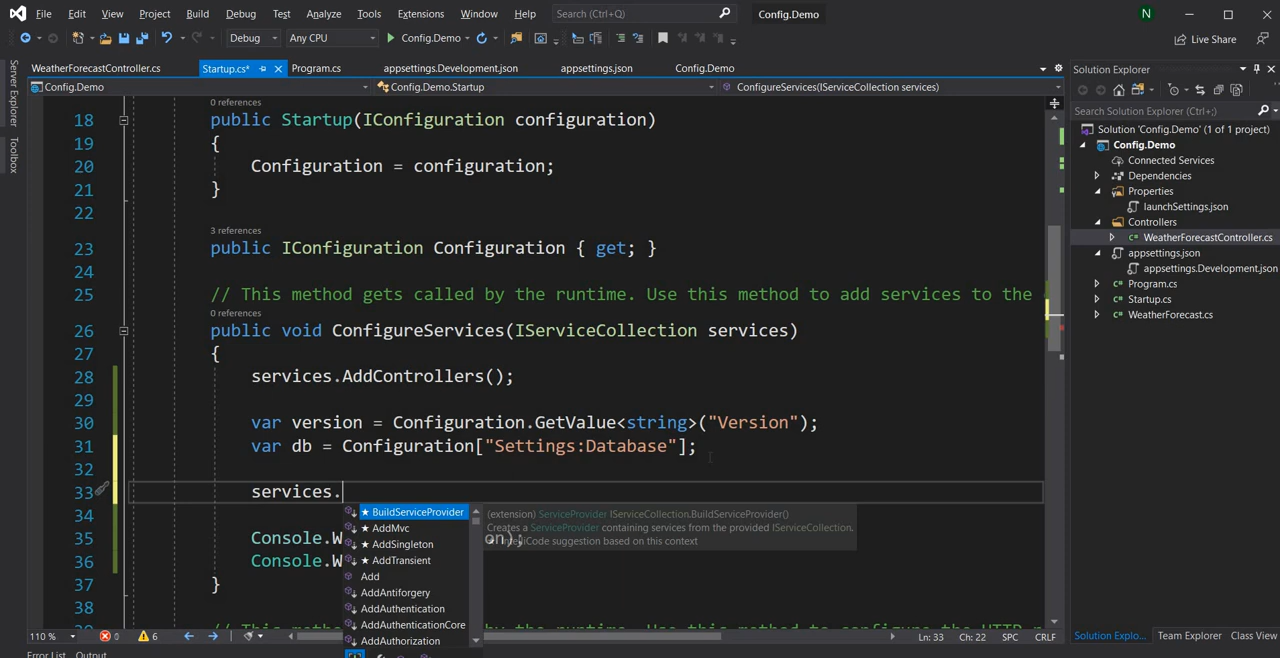 File Edit View Project Build Debug Test Analyze Tools Extensions Window Help Search (Ctrl+Q) Config.Demo N
Debug Any CPU Config.Demo Live Share
WeatherForecastController.cs Startup.cs* Program.cs appsettings.Development.json appsettings.json Config.Demo
Config.Demo Config.Demo.Startup ConfigureServices(IServiceCollection services)
Server Explorer
Toolbox
0 references
18 public Startup(IConfiguration configuration)
19 {
20 Configuration = configuration;
21 }
22
3 references
23 public IConfiguration Configuration { get; }
24
25 // This method gets called by the runtime. Use this method to add services to the
0 references
26 public void ConfigureServices(IServiceCollection services)
27 {
28 services.AddControllers();
29
30 var version = Configuration.GetValue<string>("Version");
31 var db = Configuration["Settings:Database"];
32
33 services.
34
35 Console.W on);
36 Console.W
37 }
38
★ BuildServiceProvider
★ AddMvc
★ AddSingleton
★ AddTransient
Add
AddAntiforgery
AddAuthentication
AddAuthenticationCore
AddAuthorization
(extension) ServiceProvider IServiceCollection.BuildServiceProvider()
Creates a ServiceProvider containing services from the provided IServiceCollection.
★ IntelliCode suggestion based on this context
110 % 0 6 Ln: 33 Ch: 22 SPC CRLF
Error List Output
Solution Explorer
Search Solution Explorer (Ctrl+;)
Solution 'Config.Demo' (1 of 1 project)
Config.Demo
Connected Services
Dependencies
Properties
launchSettings.json
Controllers
C# WeatherForecastController.cs
appsettings.json
appsettings.Development.json
C# Program.cs
C# Startup.cs
C# WeatherForecast.cs
Solution Explo... Team Explorer Class View